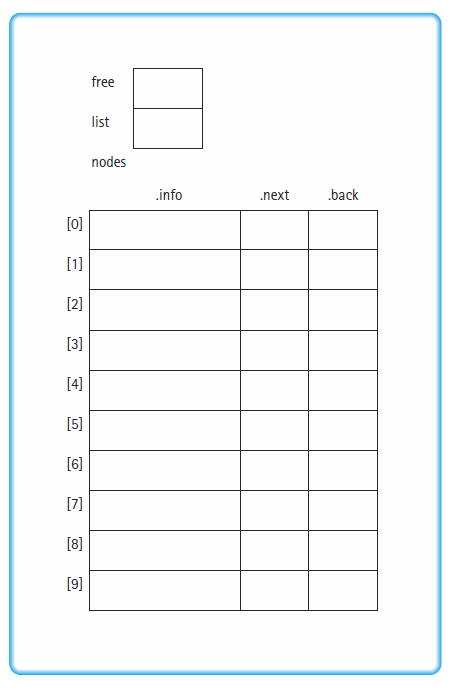 free
list
nodes
.info .next .back
[0]
[1]
[2]
[3]
[4]
[5]
[6]
[7]
[8]
[9]